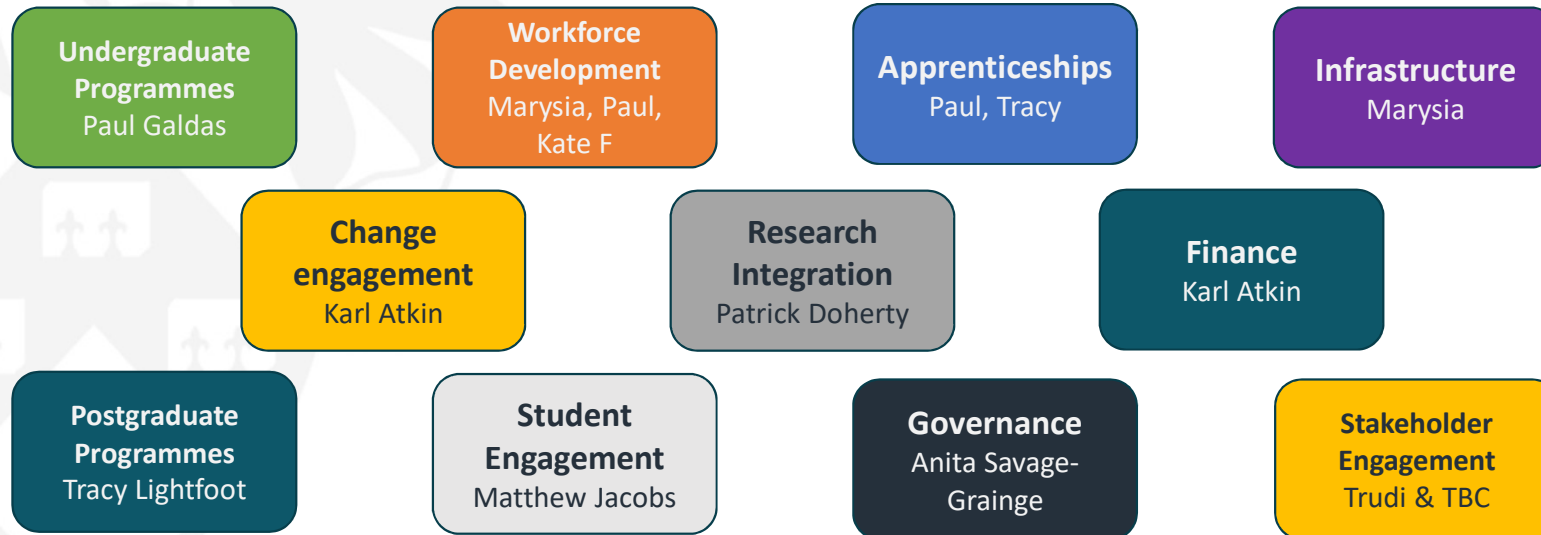 Undergraduate
Programmes
Paul Galdas
Workforce
Development
Marysia, Paul,
Kate F
Apprenticeships
Paul, Tracy
Infrastructure
Marysia
Change
engagement
Karl Atkin
Research
Integration
Patrick Doherty
Finance
Karl Atkin
Postgraduate
Programmes
Tracy Lightfoot
Student
Engagement
Matthew Jacobs
Governance
Anita Savage-
Grainge
Stakeholder
Engagement
Trudi & TBC